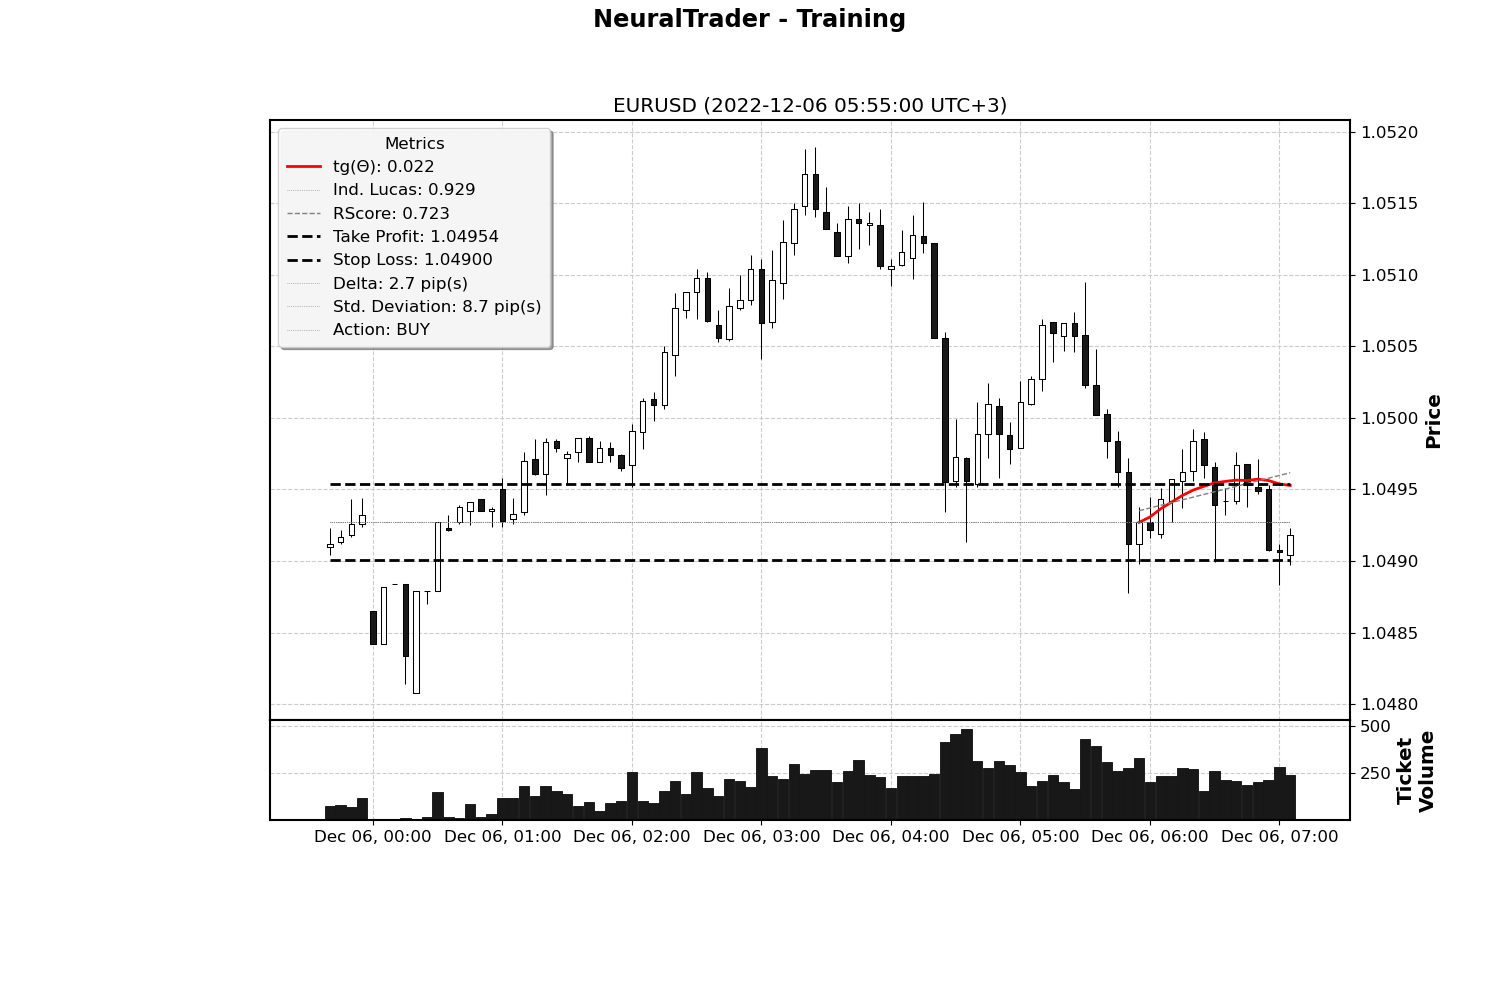 NeuralTrader - Training
EURUSD (2022-12-06 05:55:00 UTC+3)
Metrics
tg(Θ): 0.022
Ind. Lucas: 0.929
RScore: 0.723
Take Profit: 1.04954
Stop Loss: 1.04900
Delta: 2.7 pip(s)
Std. Deviation: 8.7 pip(s)
Action: BUY
1.0520
1.0515
1.0510
1.0505
1.0500
1.0495
1.0490
1.0485
1.0480
Price
500
250
Ticket
Volume
Dec 06, 00:00
Dec 06, 01:00
Dec 06, 02:00
Dec 06, 03:00
Dec 06, 04:00
Dec 06, 05:00
Dec 06, 06:00
Dec 06, 07:00